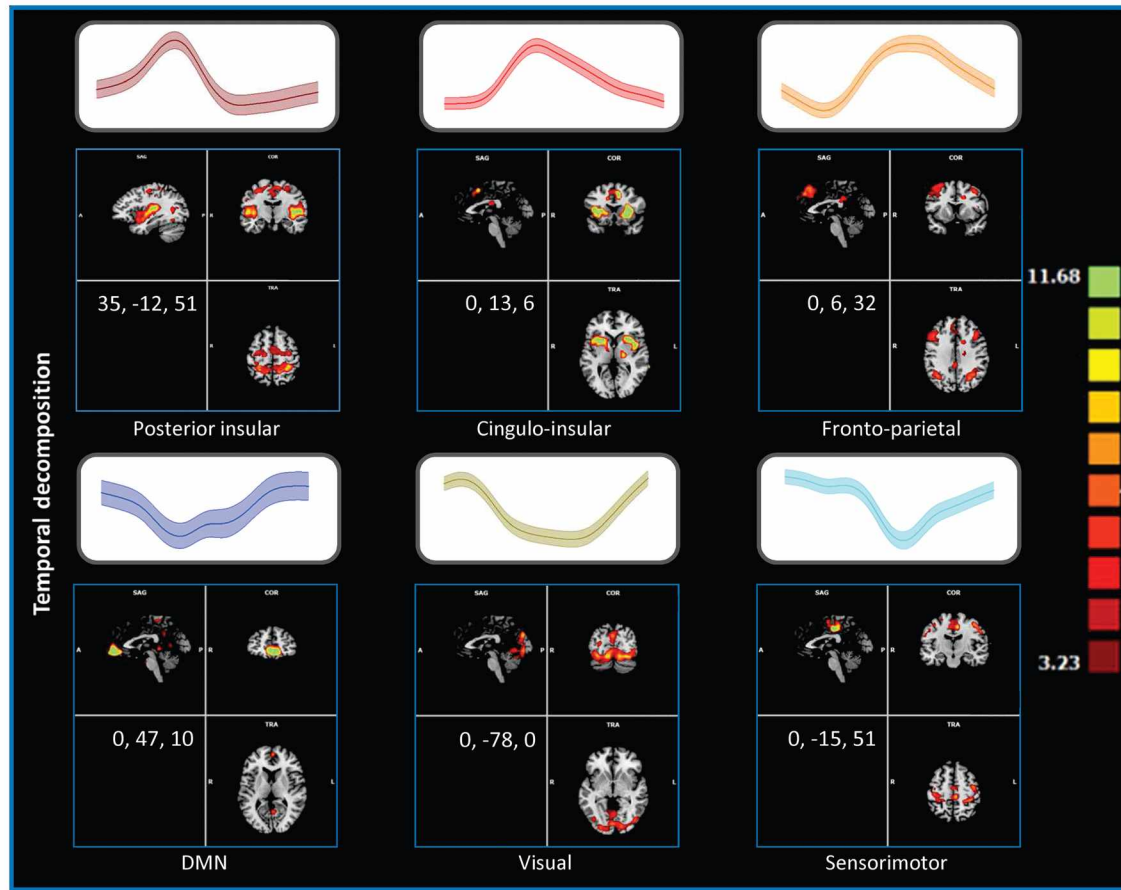 Temporal decomposition
SAG COR
A P R
35, -12, 51
TRA
R L
Posterior insular
SAG COR
A P R
0, 13, 6
TRA
R L
Cingulo-insular
SAG COR
A P R
0, 6, 32
TRA
R L
Fronto-parietal
11.68
3.23
SAG COR
A P R
0, 47, 10
TRA
R L
DMN
SAG COR
A P R
0, -78, 0
TRA
R L
Visual
SAG COR
A P R
0, -15, 51
TRA
R L
Sensorimotor